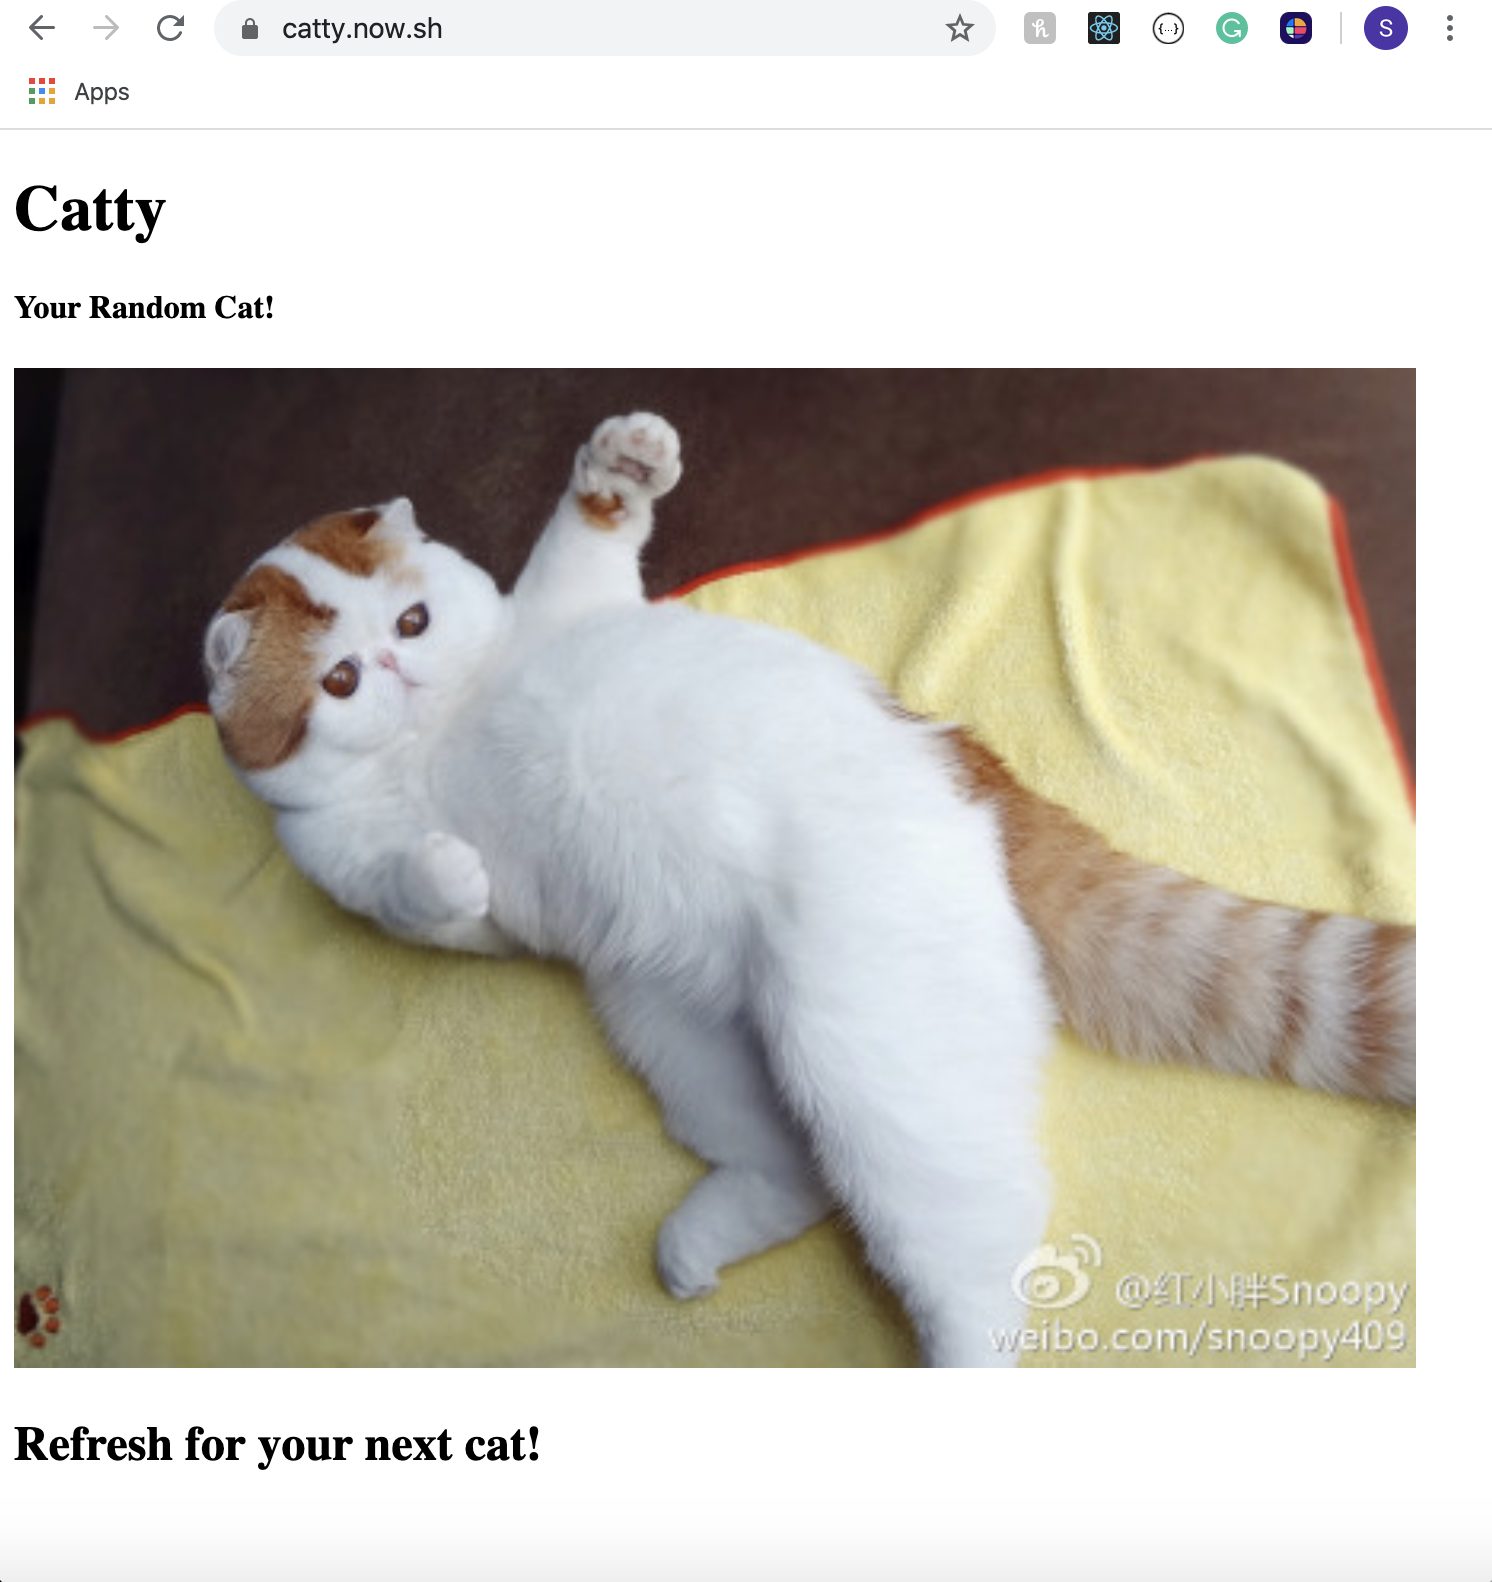 catty.now.sh
S
Apps
Catty
Your Random Cat!
@红小胖Snoopy
weibo.com/snoopy409
Refresh for your next cat!